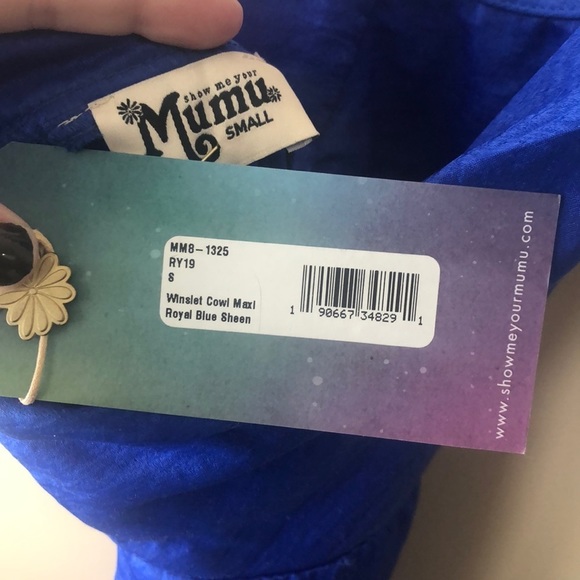 show me your
Mumu
SMALL
MM8-1325
RY19
S
Winslet Cowl Maxi
Royal Blue Sheen
1 90667 34829 1
www.showmeyourmumu.com